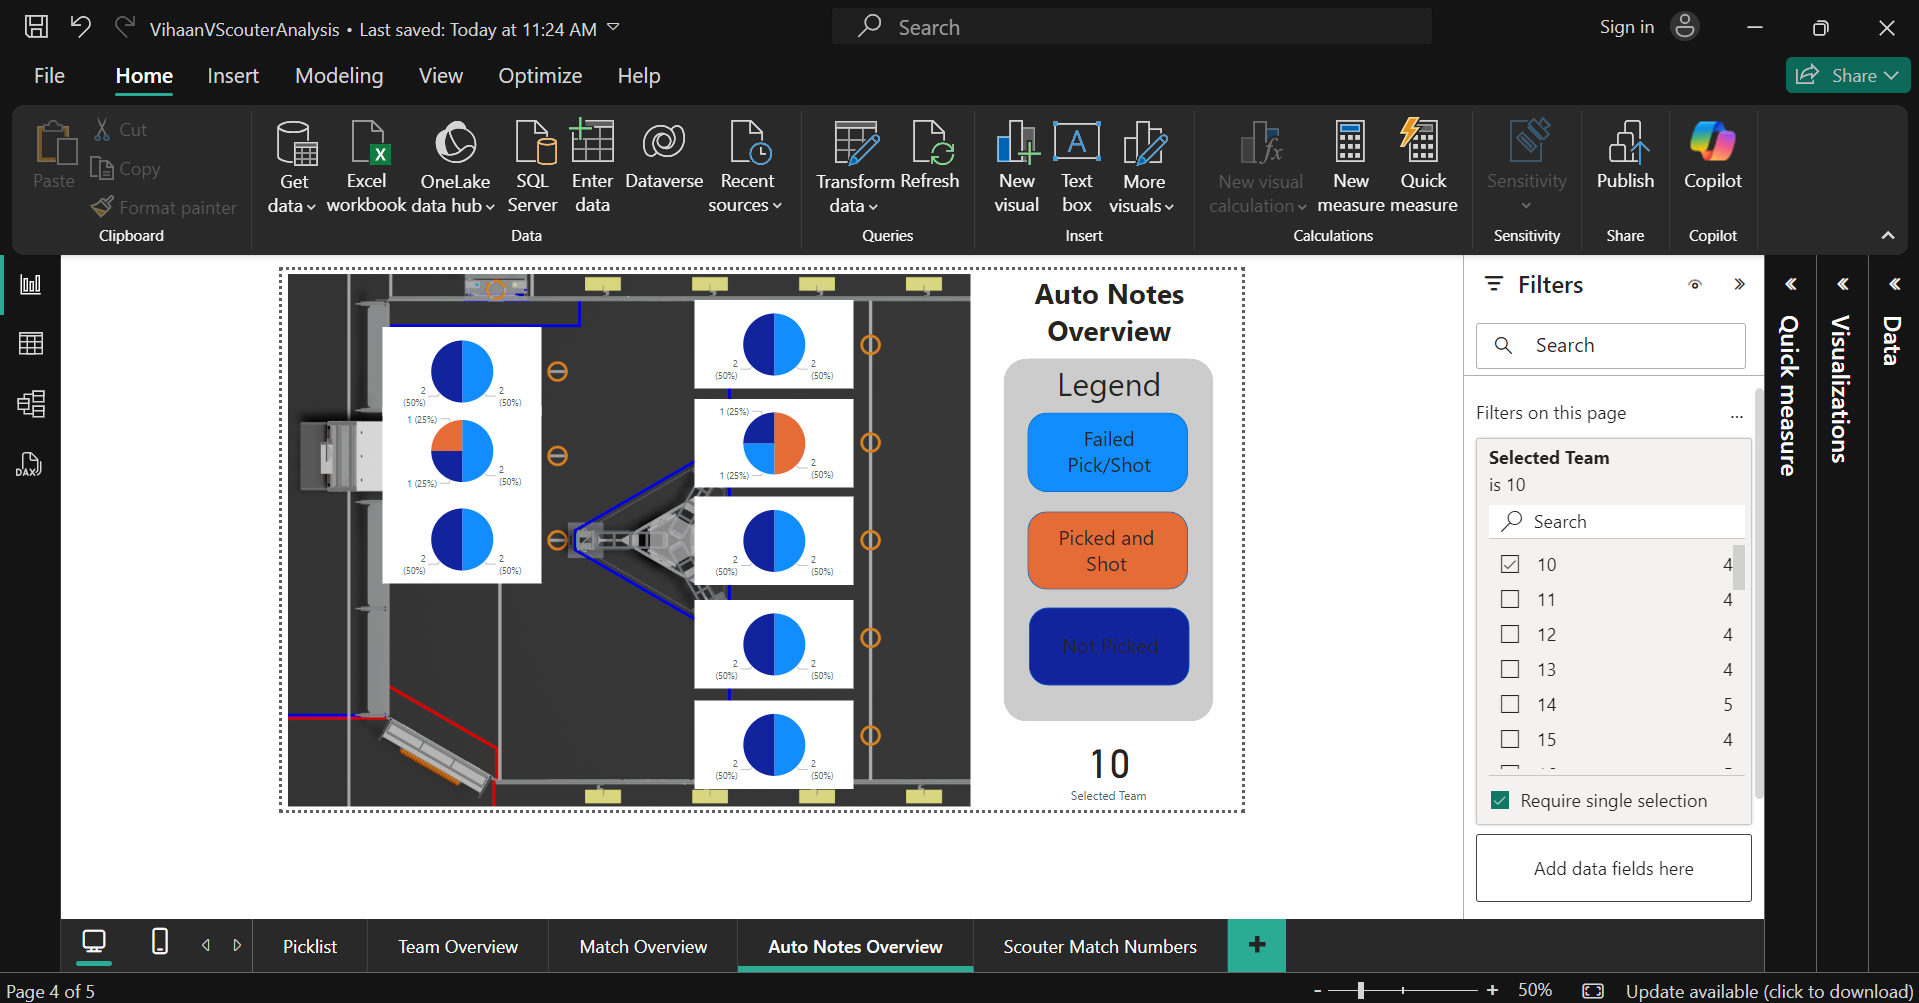 VihaanVScouterAnalysis • Last saved: Today at 11:24 AM
Search
Sign in
File
Home
Insert
Modeling
View
Optimize
Help
Share
Paste
Cut
Copy
Format painter
Clipboard
Get data
Excel workbook
OneLake data hub
SQL Server
Enter data
Dataverse
Recent sources
Data
Transform data
Refresh
Queries
New visual
Text box
More visuals
Insert
New visual calculation
New measure
Quick measure
Calculations
Sensitivity
Sensitivity
Publish
Share
Copilot
Copilot
DAX
2 (50%)
2 (50%)
1 (25%)
1 (25%)
2 (50%)
2 (50%)
2 (50%)
2 (50%)
2 (50%)
1 (25%)
1 (25%)
2 (50%)
2 (50%)
2 (50%)
2 (50%)
2 (50%)
2 (50%)
2 (50%)
Auto Notes
Overview
Legend
Failed
Pick/Shot
Picked and
Shot
Not Picked
10
Selected Team
Filters
Search
Filters on this page
...
Selected Team
is 10
Search
10 4
11 4
12 4
13 4
14 5
15 4
Require single selection
Add data fields here
Quick measure
Visualizations
Data
Picklist
Team Overview
Match Overview
Auto Notes Overview
Scouter Match Numbers
+
Page 4 of 5
- + 50%
Update available (click to download)